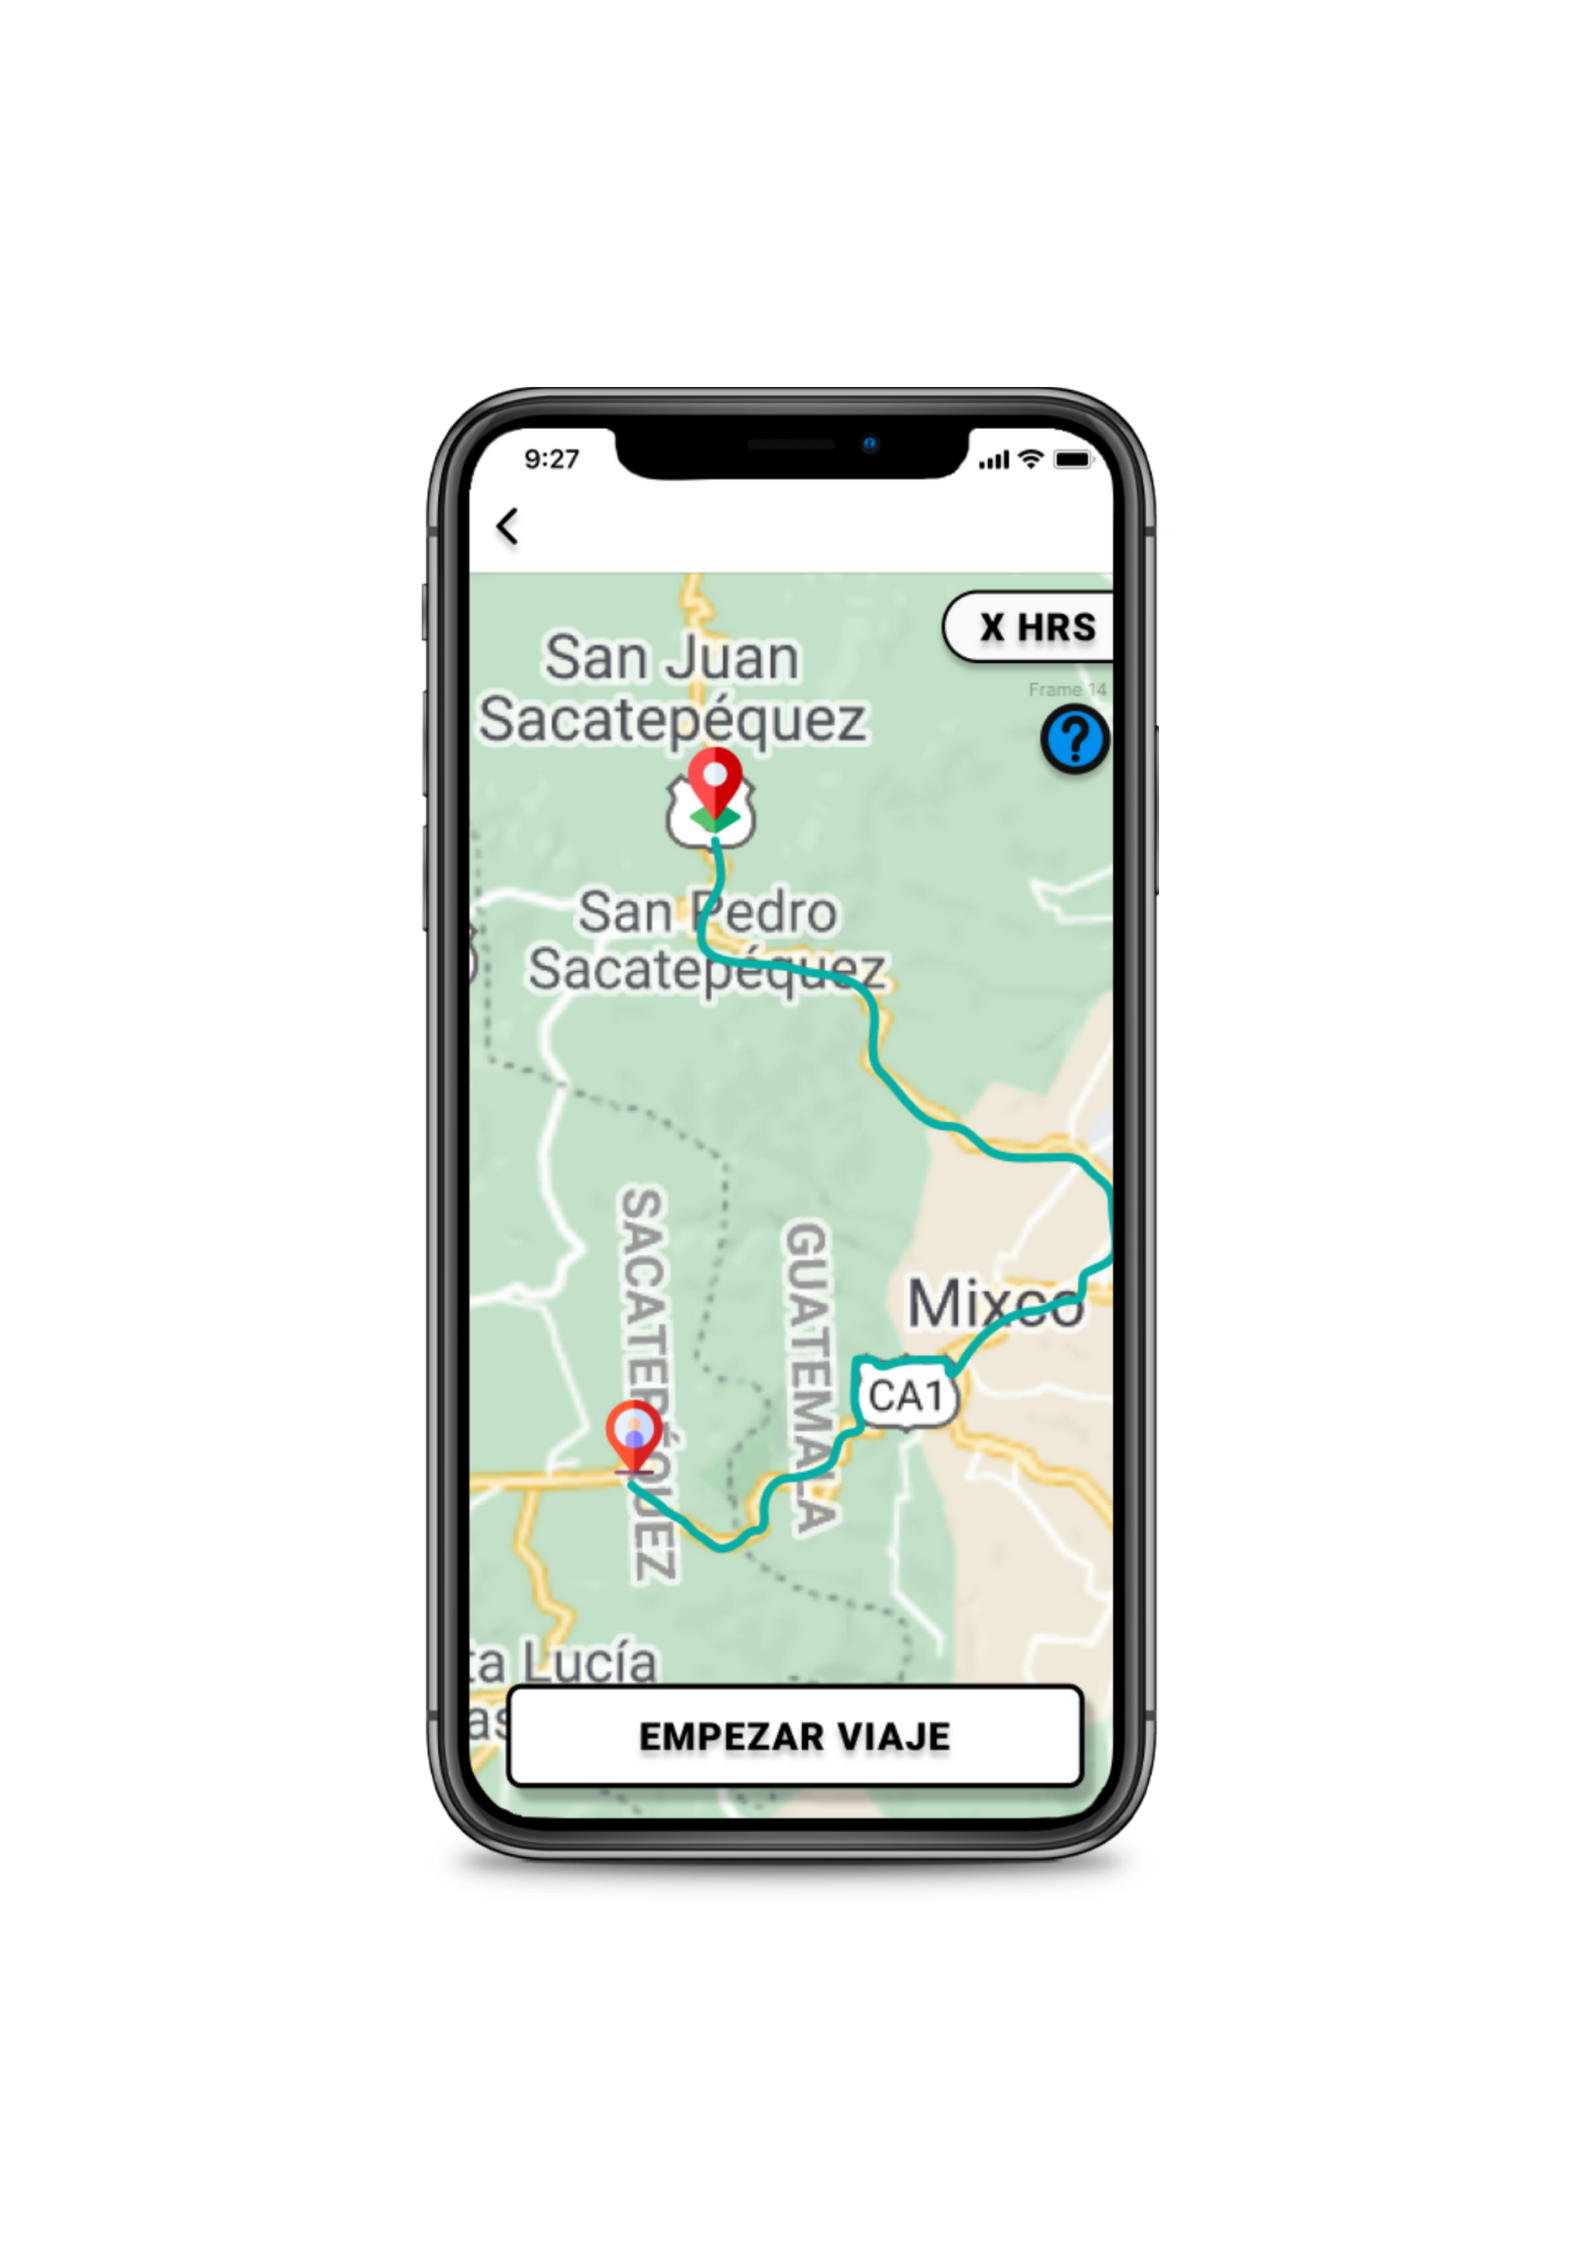 9:27
X HRS
San Juan
Sacatepéquez
Frame 14
?
San Pedro
Sacatepéquez
SACATEPÉQUEZ
GUATEMALA
Mixco
CA1
ta Lucía
as
EMPEZAR VIAJE